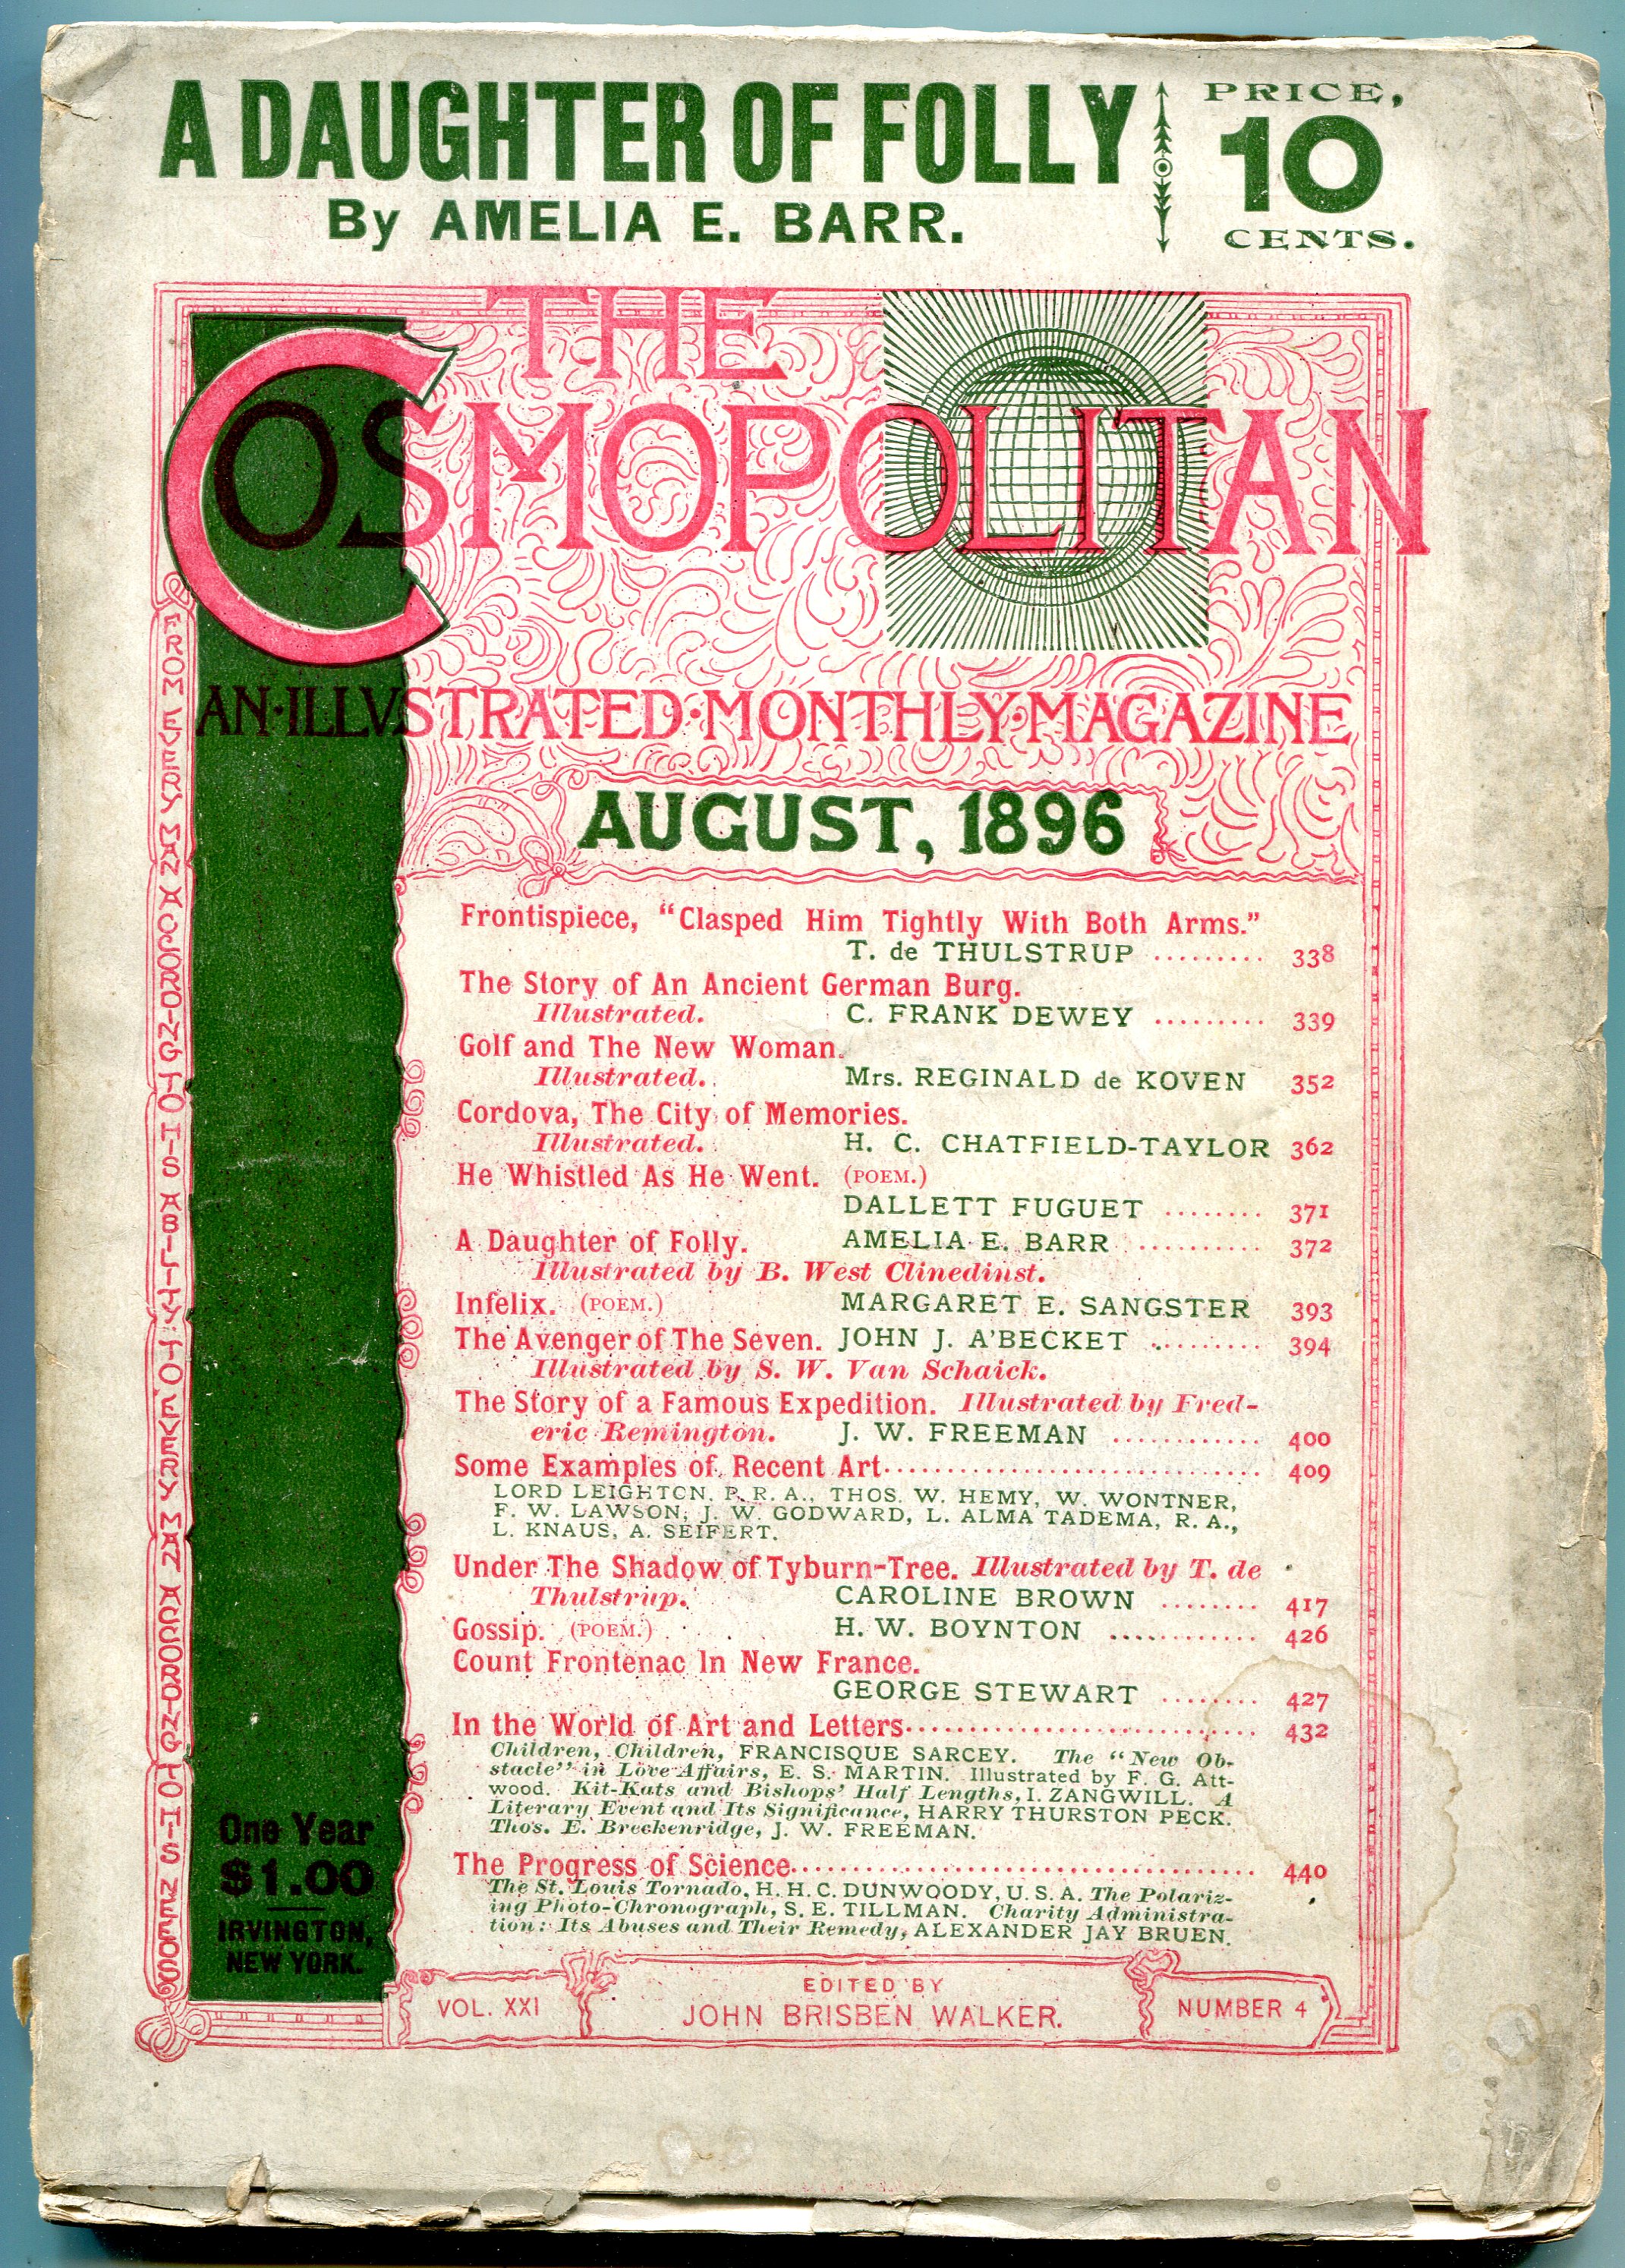 A DAUGHTER OF FOLLY
By AMELIA E. BARR.
PRICE,
10
CENTS.
THE
COSMOPOLITAN
AN·ILLVSTRATED·MONTHLY·MAGAZINE
AUGUST, 1896
FROM EVERY MAN ACCORDING TO HIS ABILITY: TO EVERY MAN ACCORDING TO HIS NEEDS
Frontispiece, "Clasped Him Tightly With Both Arms."
T. de THULSTRUP ......... 338
The Story of An Ancient German Burg.
Illustrated. C. FRANK DEWEY ......... 339
Golf and The New Woman.
Illustrated. Mrs. REGINALD de KOVEN 352
Cordova, The City of Memories.
Illustrated. H. C. CHATFIELD-TAYLOR 362
He Whistled As He Went. (POEM.)
DALLETT FUGUET ........ 371
A Daughter of Folly. AMELIA E. BARR .......... 372
Illustrated by B. West Clinedinst.
Infelix. (POEM.) MARGARET E. SANGSTER 393
The Avenger of The Seven. JOHN J. A'BECKET ......... 394
Illustrated by S. W. Van Schaick.
The Story of a Famous Expedition. Illustrated by Fred-
eric Remington. J. W. FREEMAN ............ 400
Some Examples of Recent Art.............................. 409
LORD LEIGHTON, P. R. A., THOS. W. HEMY, W. WONTNER,
F. W. LAWSON, J. W. GODWARD, L. ALMA TADEMA, R. A.,
L. KNAUS, A. SEIFERT.
Under The Shadow of Tyburn-Tree. Illustrated by T. de
Thulstrup. CAROLINE BROWN ........ 417
Gossip. (POEM.) H. W. BOYNTON ............ 426
Count Frontenac In New France.
GEORGE STEWART ........ 427
In the World of Art and Letters............................ 432
Children, Children, FRANCISQUE SARCEY. The "New Ob-
stacle" in Love Affairs, E. S. MARTIN. Illustrated by F. G. Att-
wood. Kit-Kats and Bishops' Half Lengths, I. ZANGWILL. A
Literary Event and Its Significance, HARRY THURSTON PECK.
Thos. E. Breckenridge, J. W. FREEMAN.
The Progress of Science..................................... 440
The St. Louis Tornado, H. H. C. DUNWOODY, U. S. A. The Polariz-
ing Photo-Chronograph, S. E. TILLMAN. Charity Administra-
tion: Its Abuses and Their Remedy, ALEXANDER JAY BRUEN.
One Year
$1.00
IRVINGTON,
NEW YORK.
VOL. XXI
EDITED BY
JOHN BRISBEN WALKER.
NUMBER 4